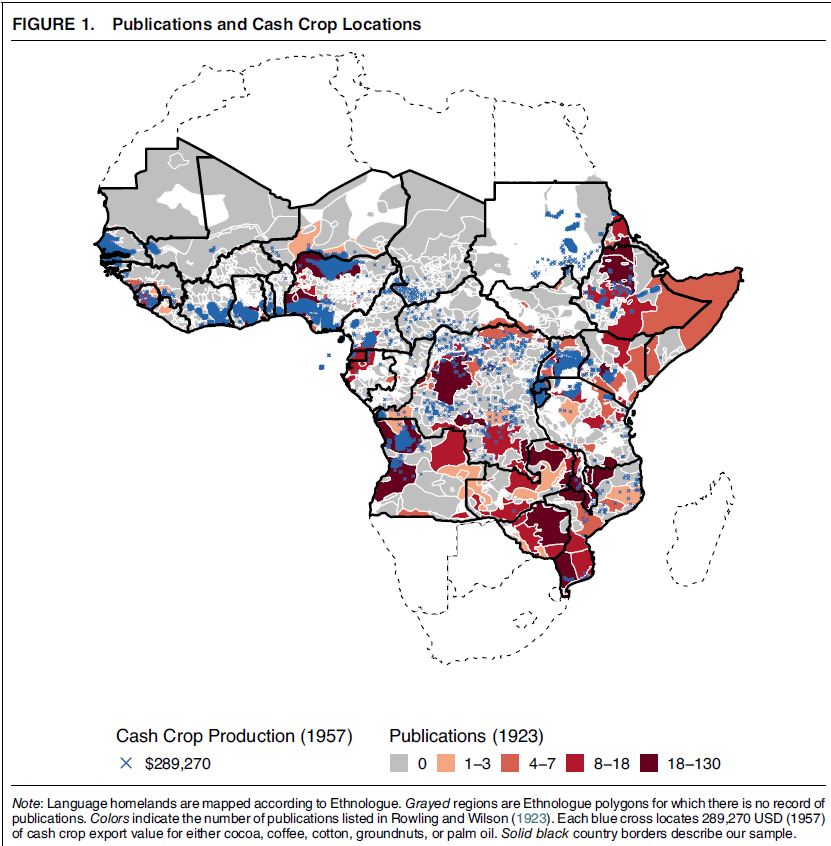 FIGURE 1. Publications and Cash Crop Locations
Cash Crop Production (1957)
$289,270
Publications (1923)
0 1–3 4–7 8–18 18–130
Note: Language homelands are mapped according to Ethnologue. Grayed regions are Ethnologue polygons for which there is no record of
publications. Colors indicate the number of publications listed in Rowling and Wilson (1923). Each blue cross locates 289,270 USD (1957)
of cash crop export value for either cocoa, coffee, cotton, groundnuts, or palm oil. Solid black country borders describe our sample.